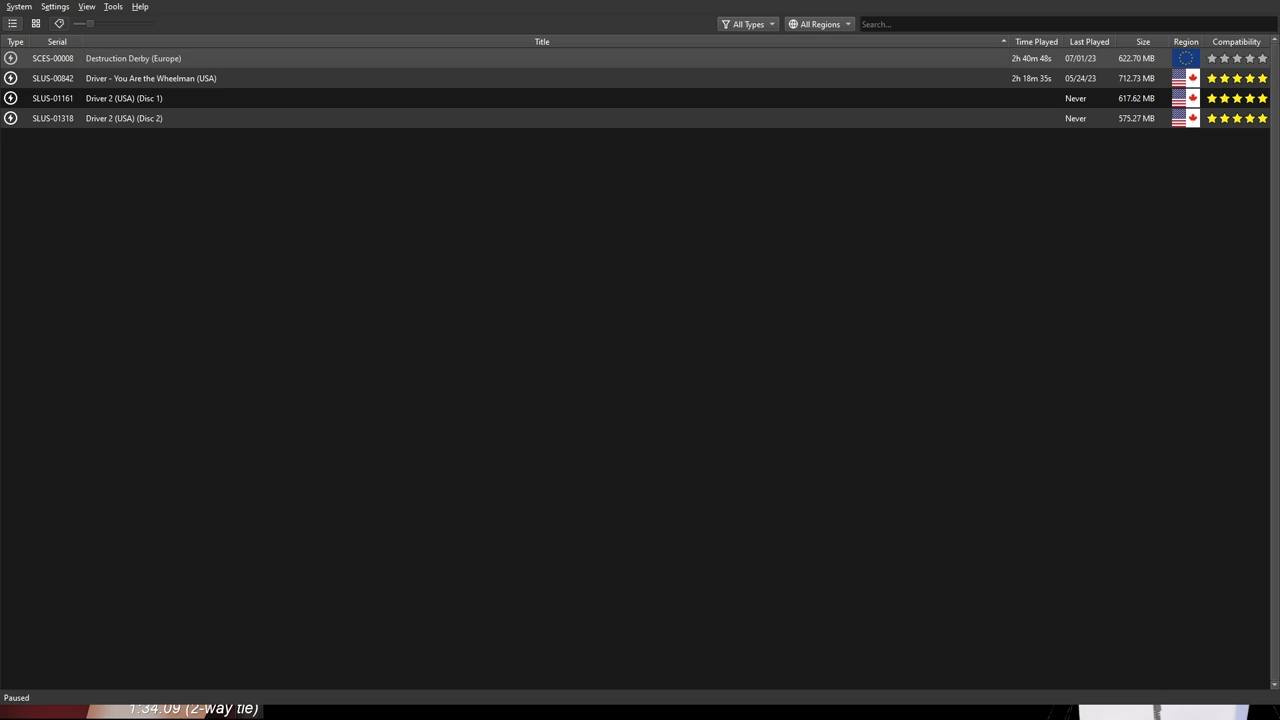 System Settings View Tools Help
All Types All Regions Search...
Type Serial Title Time Played Last Played Size Region Compatibility
SCES-00008 Destruction Derby (Europe) 2h 40m 48s 07/01/23 622.70 MB
SLUS-00842 Driver - You Are the Wheelman (USA) 2h 18m 35s 05/24/23 712.73 MB
SLUS-01161 Driver 2 (USA) (Disc 1) Never 617.62 MB
SLUS-01318 Driver 2 (USA) (Disc 2) Never 575.27 MB
Paused
1:34.09 (2-way tie)